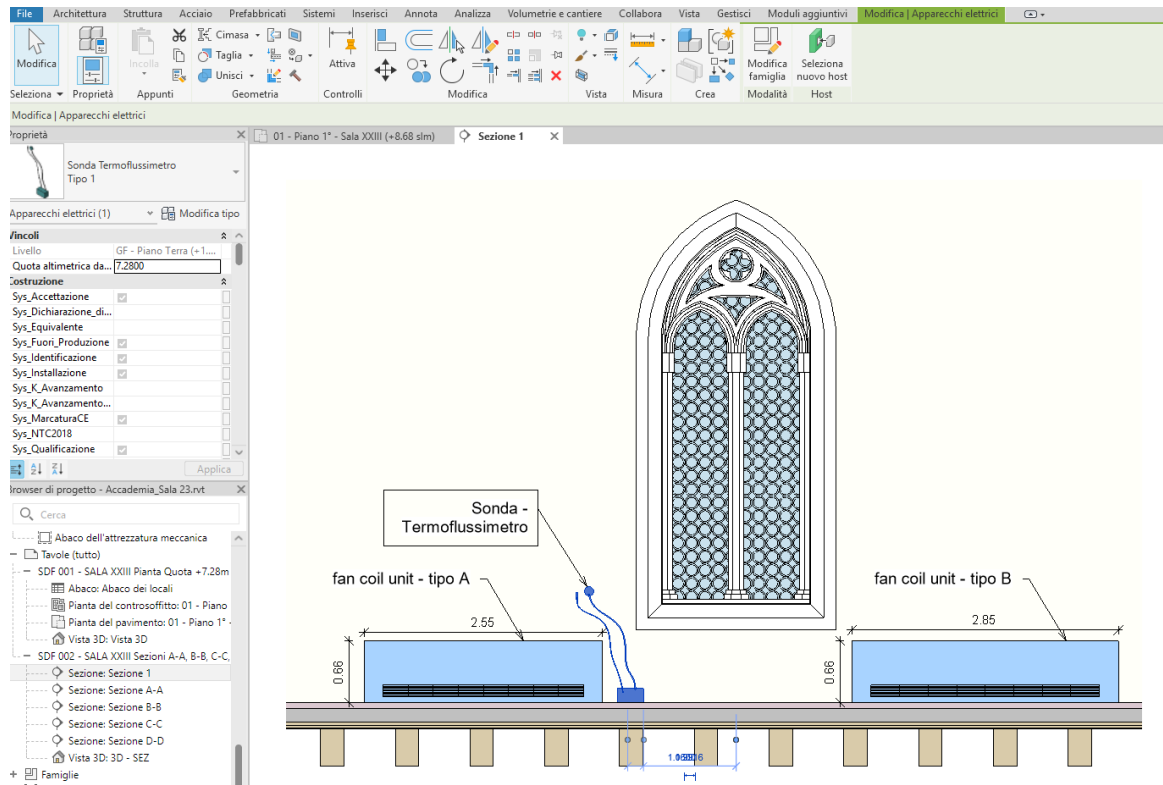 File Architettura Struttura Acciaio Prefabbricati Sistemi Inserisci Annota Analizza Volumetrie e cantiere Collabora Vista Gestisci Moduli aggiuntivi Modifica | Apparecchi elettrici
Modifica
Incolla
Cimasa
Taglia
Unisci
Attiva
Modifica
famiglia
Seleziona
nuovo host
Seleziona Proprietà Appunti Geometria Controlli Modifica Vista Misura Crea Modalità Host
Modifica | Apparecchi elettrici
Proprietà
01 - Piano 1° - Sala XXIII (+8.68 slm)
Sezione 1
Sonda Termoflussimetro
Tipo 1
Apparecchi elettrici (1) Modifica tipo
Vincoli
Livello GF - Piano Terra (+1....
Quota altimetrica da... 7.2800
Costruzione
Sys_Accettazione
Sys_Dichiarazione_di...
Sys_Equivalente
Sys_Fuori_Produzione
Sys_Identificazione
Sys_Installazione
Sys_K_Avanzamento
Sys_K_Avanzamento...
Sys_MarcaturaCE
Sys_NTC2018
Sys_Qualificazione
Applica
Browser di progetto - Accademia_Sala 23.rvt
Cerca
Abaco dell'attrezzatura meccanica
Tavole (tutto)
SDF 001 - SALA XXIII Pianta Quota +7.28m
Abaco: Abaco dei locali
Pianta del controsoffitto: 01 - Piano
Pianta del pavimento: 01 - Piano 1° -
Vista 3D: Vista 3D
SDF 002 - SALA XXIII Sezioni A-A, B-B, C-C,
Sezione: Sezione 1
Sezione: Sezione A-A
Sezione: Sezione B-B
Sezione: Sezione C-C
Sezione: Sezione D-D
Vista 3D: 3D - SEZ
Famiglie
Sonda -
Termoflussimetro
fan coil unit - tipo A
fan coil unit - tipo B
2.55
2.85
0.66
0.66